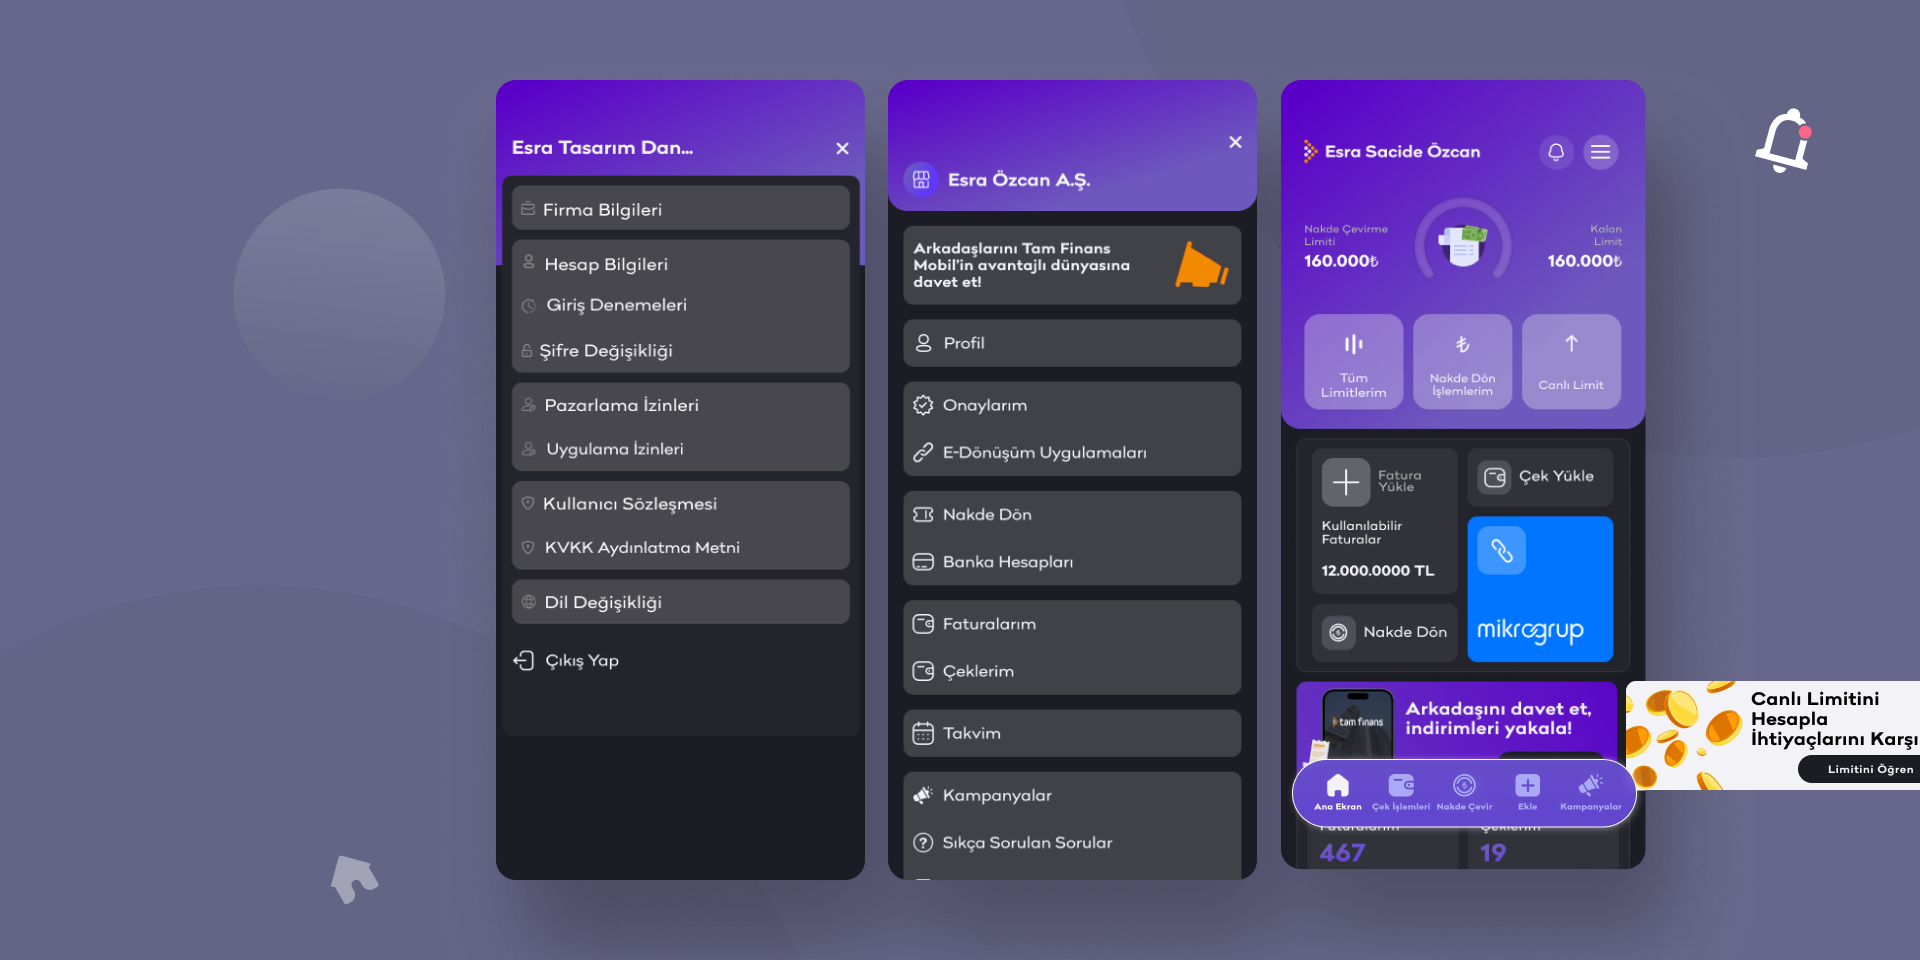 Esra Tasarım Dan...
Firma Bilgileri
Hesap Bilgileri
Giriş Denemeleri
Şifre Değişikliği
Pazarlama İzinleri
Uygulama İzinleri
Kullanıcı Sözleşmesi
KVKK Aydınlatma Metni
Dil Değişikliği
Çıkış Yap
Esra Özcan A.Ş.
Arkadaşlarını Tam Finans
Mobil'in avantajlı dünyasına
davet et!
Profil
Onaylarım
E-Dönüşüm Uygulamaları
Nakde Dön
Banka Hesapları
Faturalarım
Çeklerim
Takvim
Kampanyalar
Sıkça Sorulan Sorular
Esra Sacide Özcan
Nakde Çevirme
Limiti
160.000₺
Kalan
Limit
160.000₺
Tüm
Limitlerim
Nakde Dön
İşlemlerim
Canlı Limit
Fatura
Yükle
Kullanılabilir
Faturalar
12.000.0000 TL
Çek Yükle
mikrogrup
Nakde Dön
tam finans
Arkadaşını davet et,
indirimleri yakala!
Canlı Limitini
Hesapla
İhtiyaçlarını Karşı
Limitini Öğren
Ana Ekran
Çek İşlemleri
Nakde Çevir
Ekle
Kampanyalar
Faturalarım
467
Çeklerim
19